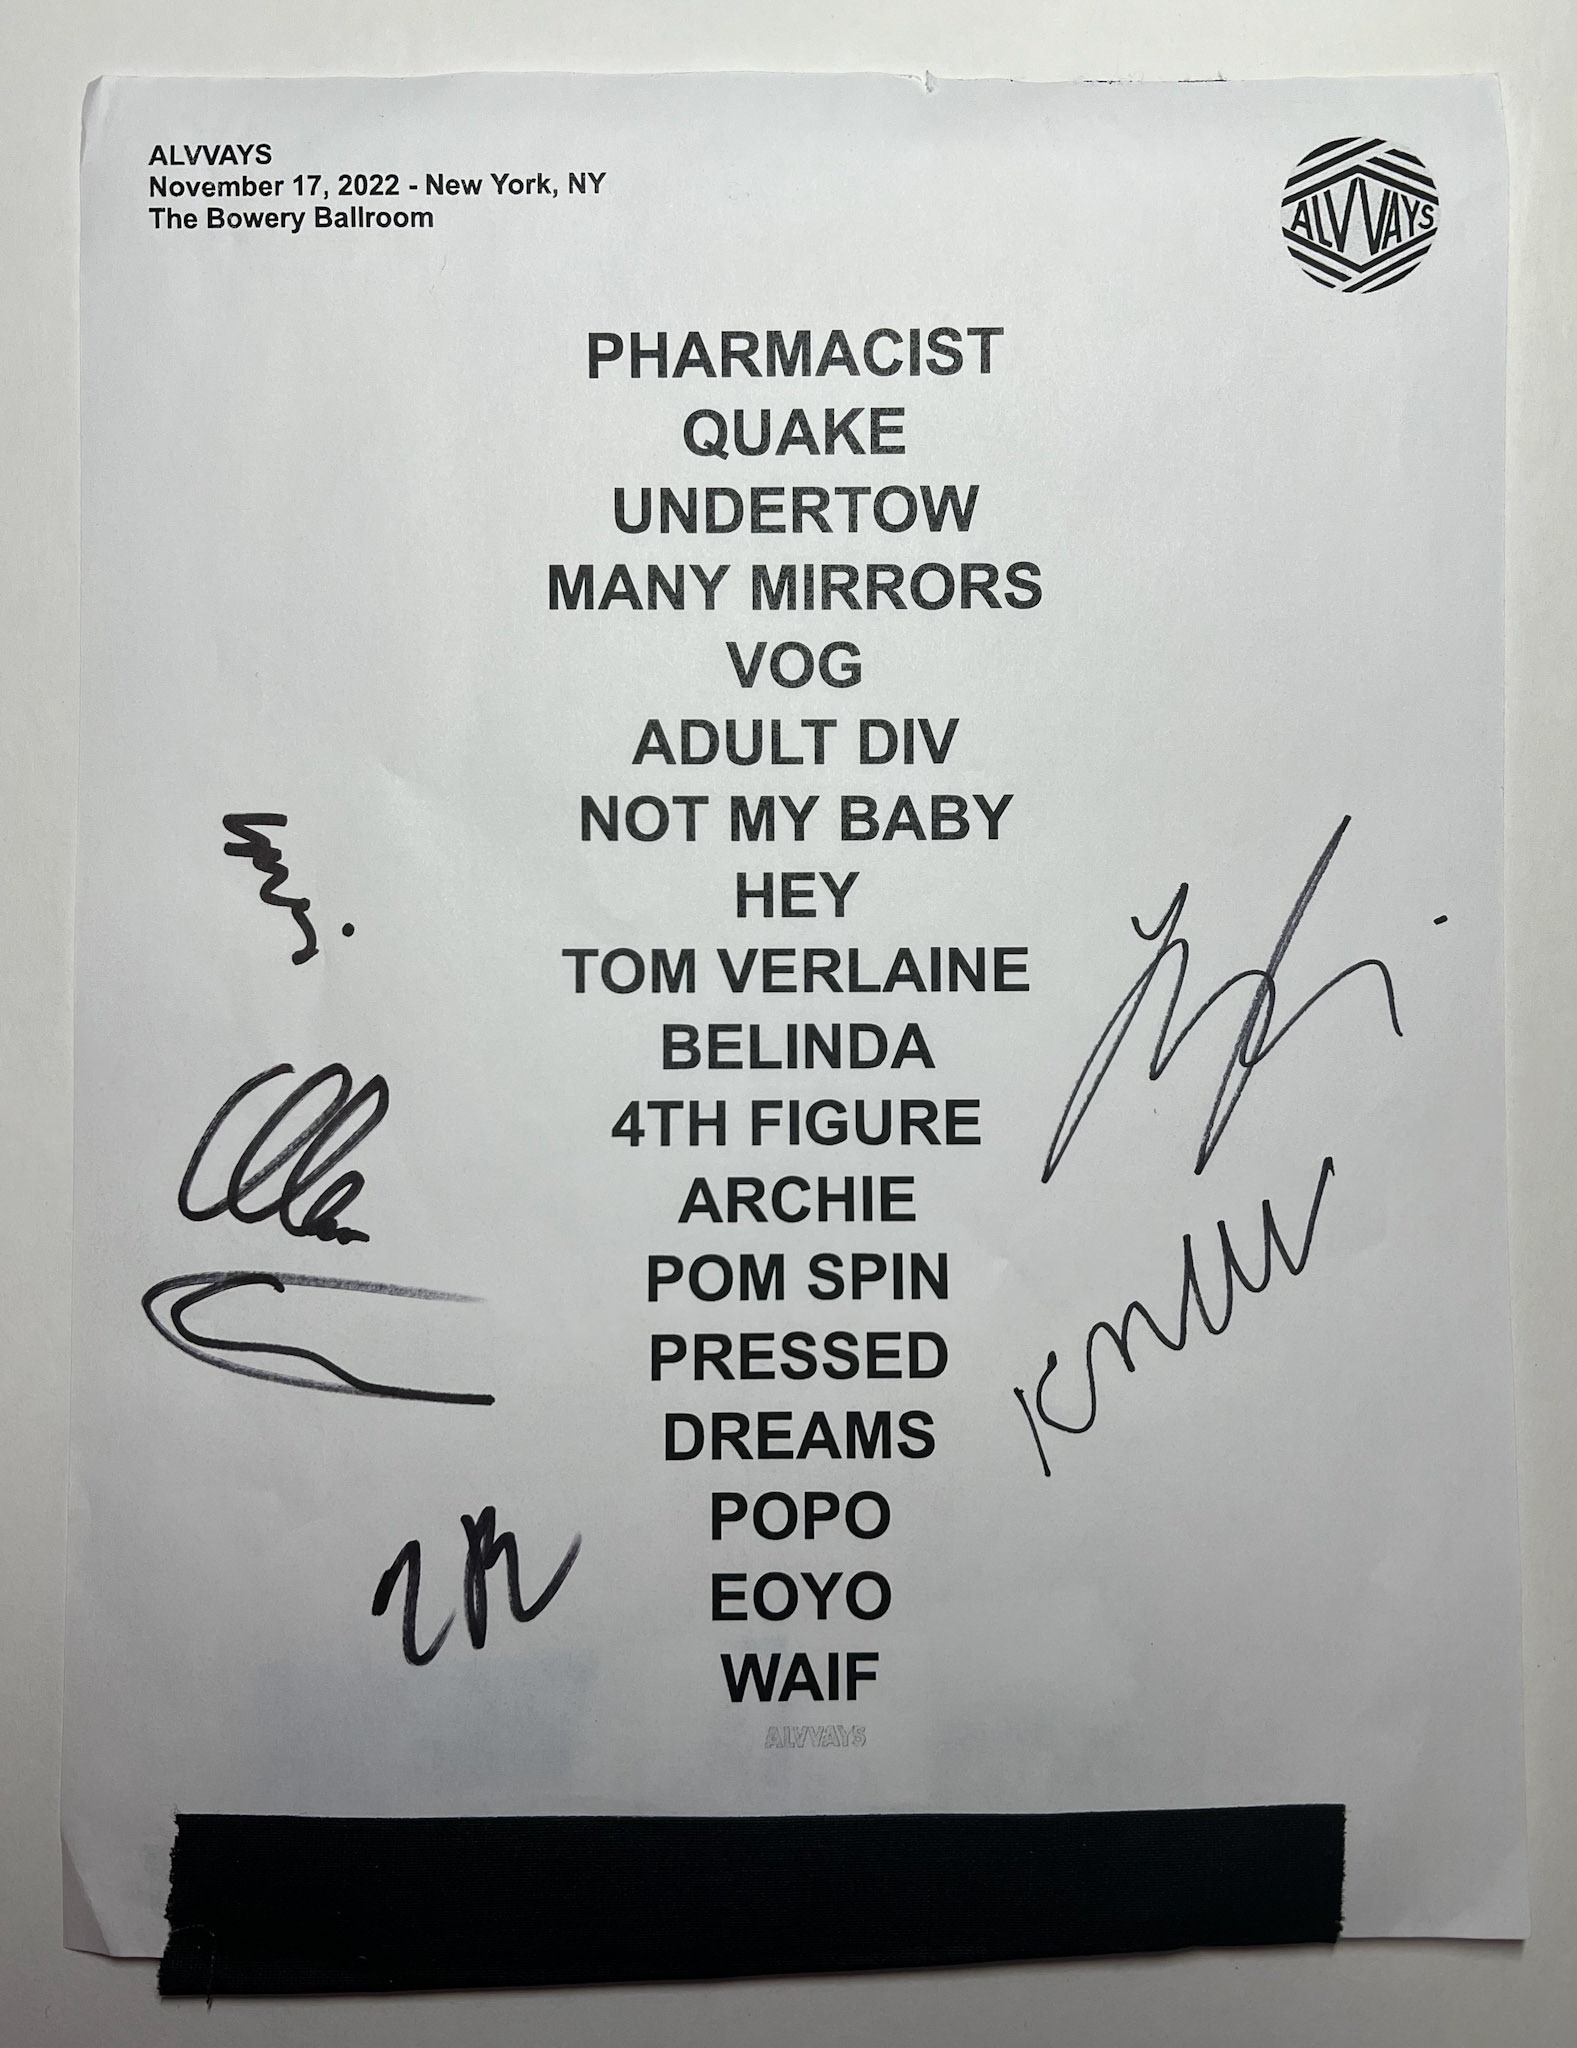 ALVVAYS
November 17, 2022 - New York, NY
The Bowery Ballroom
ALVVAYS
PHARMACIST
QUAKE
UNDERTOW
MANY MIRRORS
VOG
ADULT DIV
NOT MY BABY
HEY
TOM VERLAINE
BELINDA
4TH FIGURE
ARCHIE
POM SPIN
PRESSED
DREAMS
POPO
EOYO
WAIF
ALVVAYS